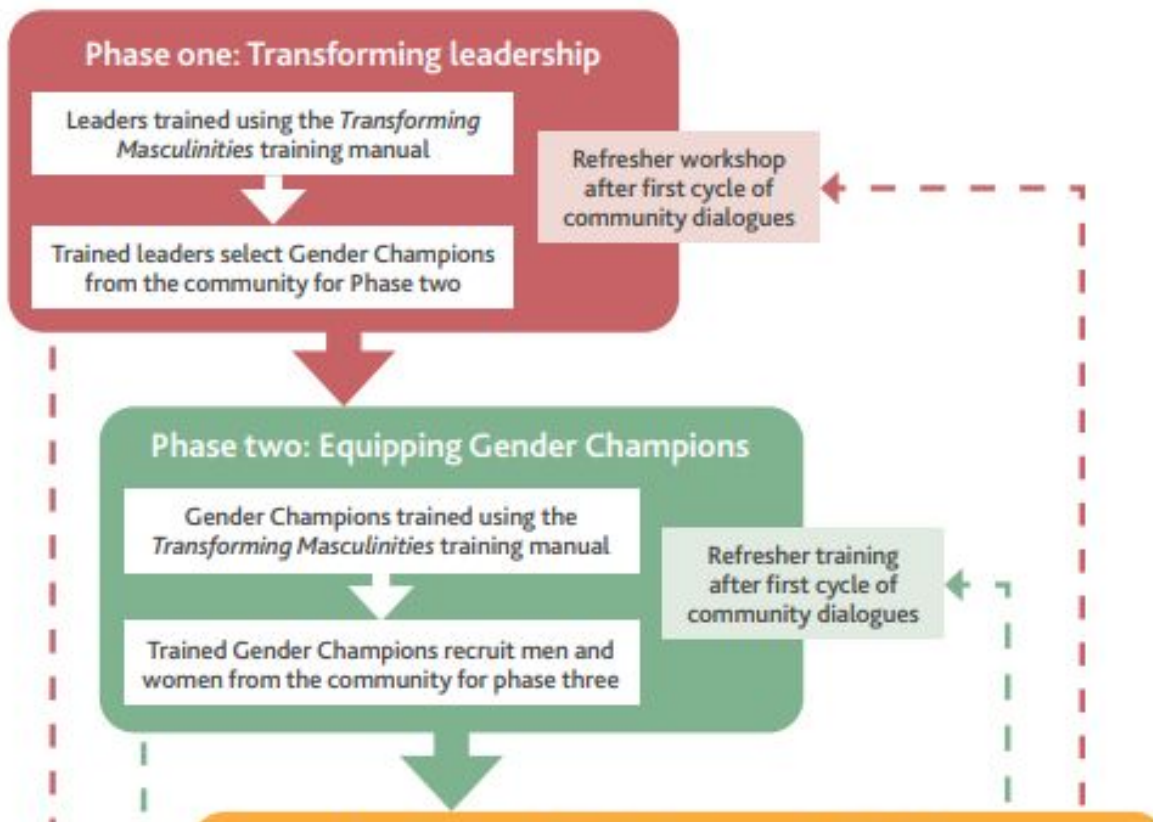 Phase one: Transforming leadership
Leaders trained using the Transforming
Masculinities training manual
Trained leaders select Gender Champions
from the community for Phase two
Refresher workshop
after first cycle of
community dialogues
Phase two: Equipping Gender Champions
Gender Champions trained using the
Transforming Masculinities training manual
Trained Gender Champions recruit men and
women from the community for phase three
Refresher training
after first cycle of
community dialogues